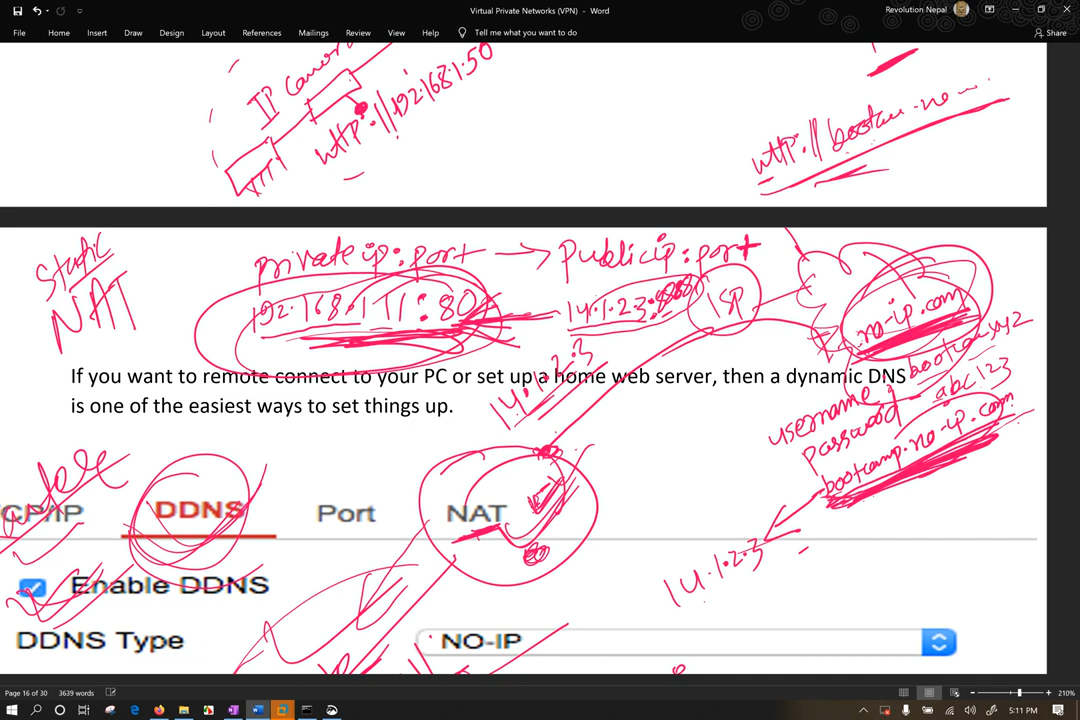 Virtual Private Networks (VPN) - Word
Revolution Nepal
File Home Insert Draw Design Layout References Mailings Review View Help Tell me what you want to do Share
IP Camera
http://192.168.1.50
http://bootcam.no
Static
NAT
Private ip:port → Public ip:port
192.168.1.11:80
14.1.2.3
ISP
no-ip.com
14.1.2.3
If you want to remote connect to your PC or set up a home web server, then a dynamic DNS
is one of the easiest ways to set things up.
bootcamxyz
username
password - abc123
bootcamp.no-ip.com
14.1.2.3
CP/IP DDNS Port NAT
Enable DDNS
DDNS Type NO-IP
Page 16 of 30 3639 words 210%
5:11 PM